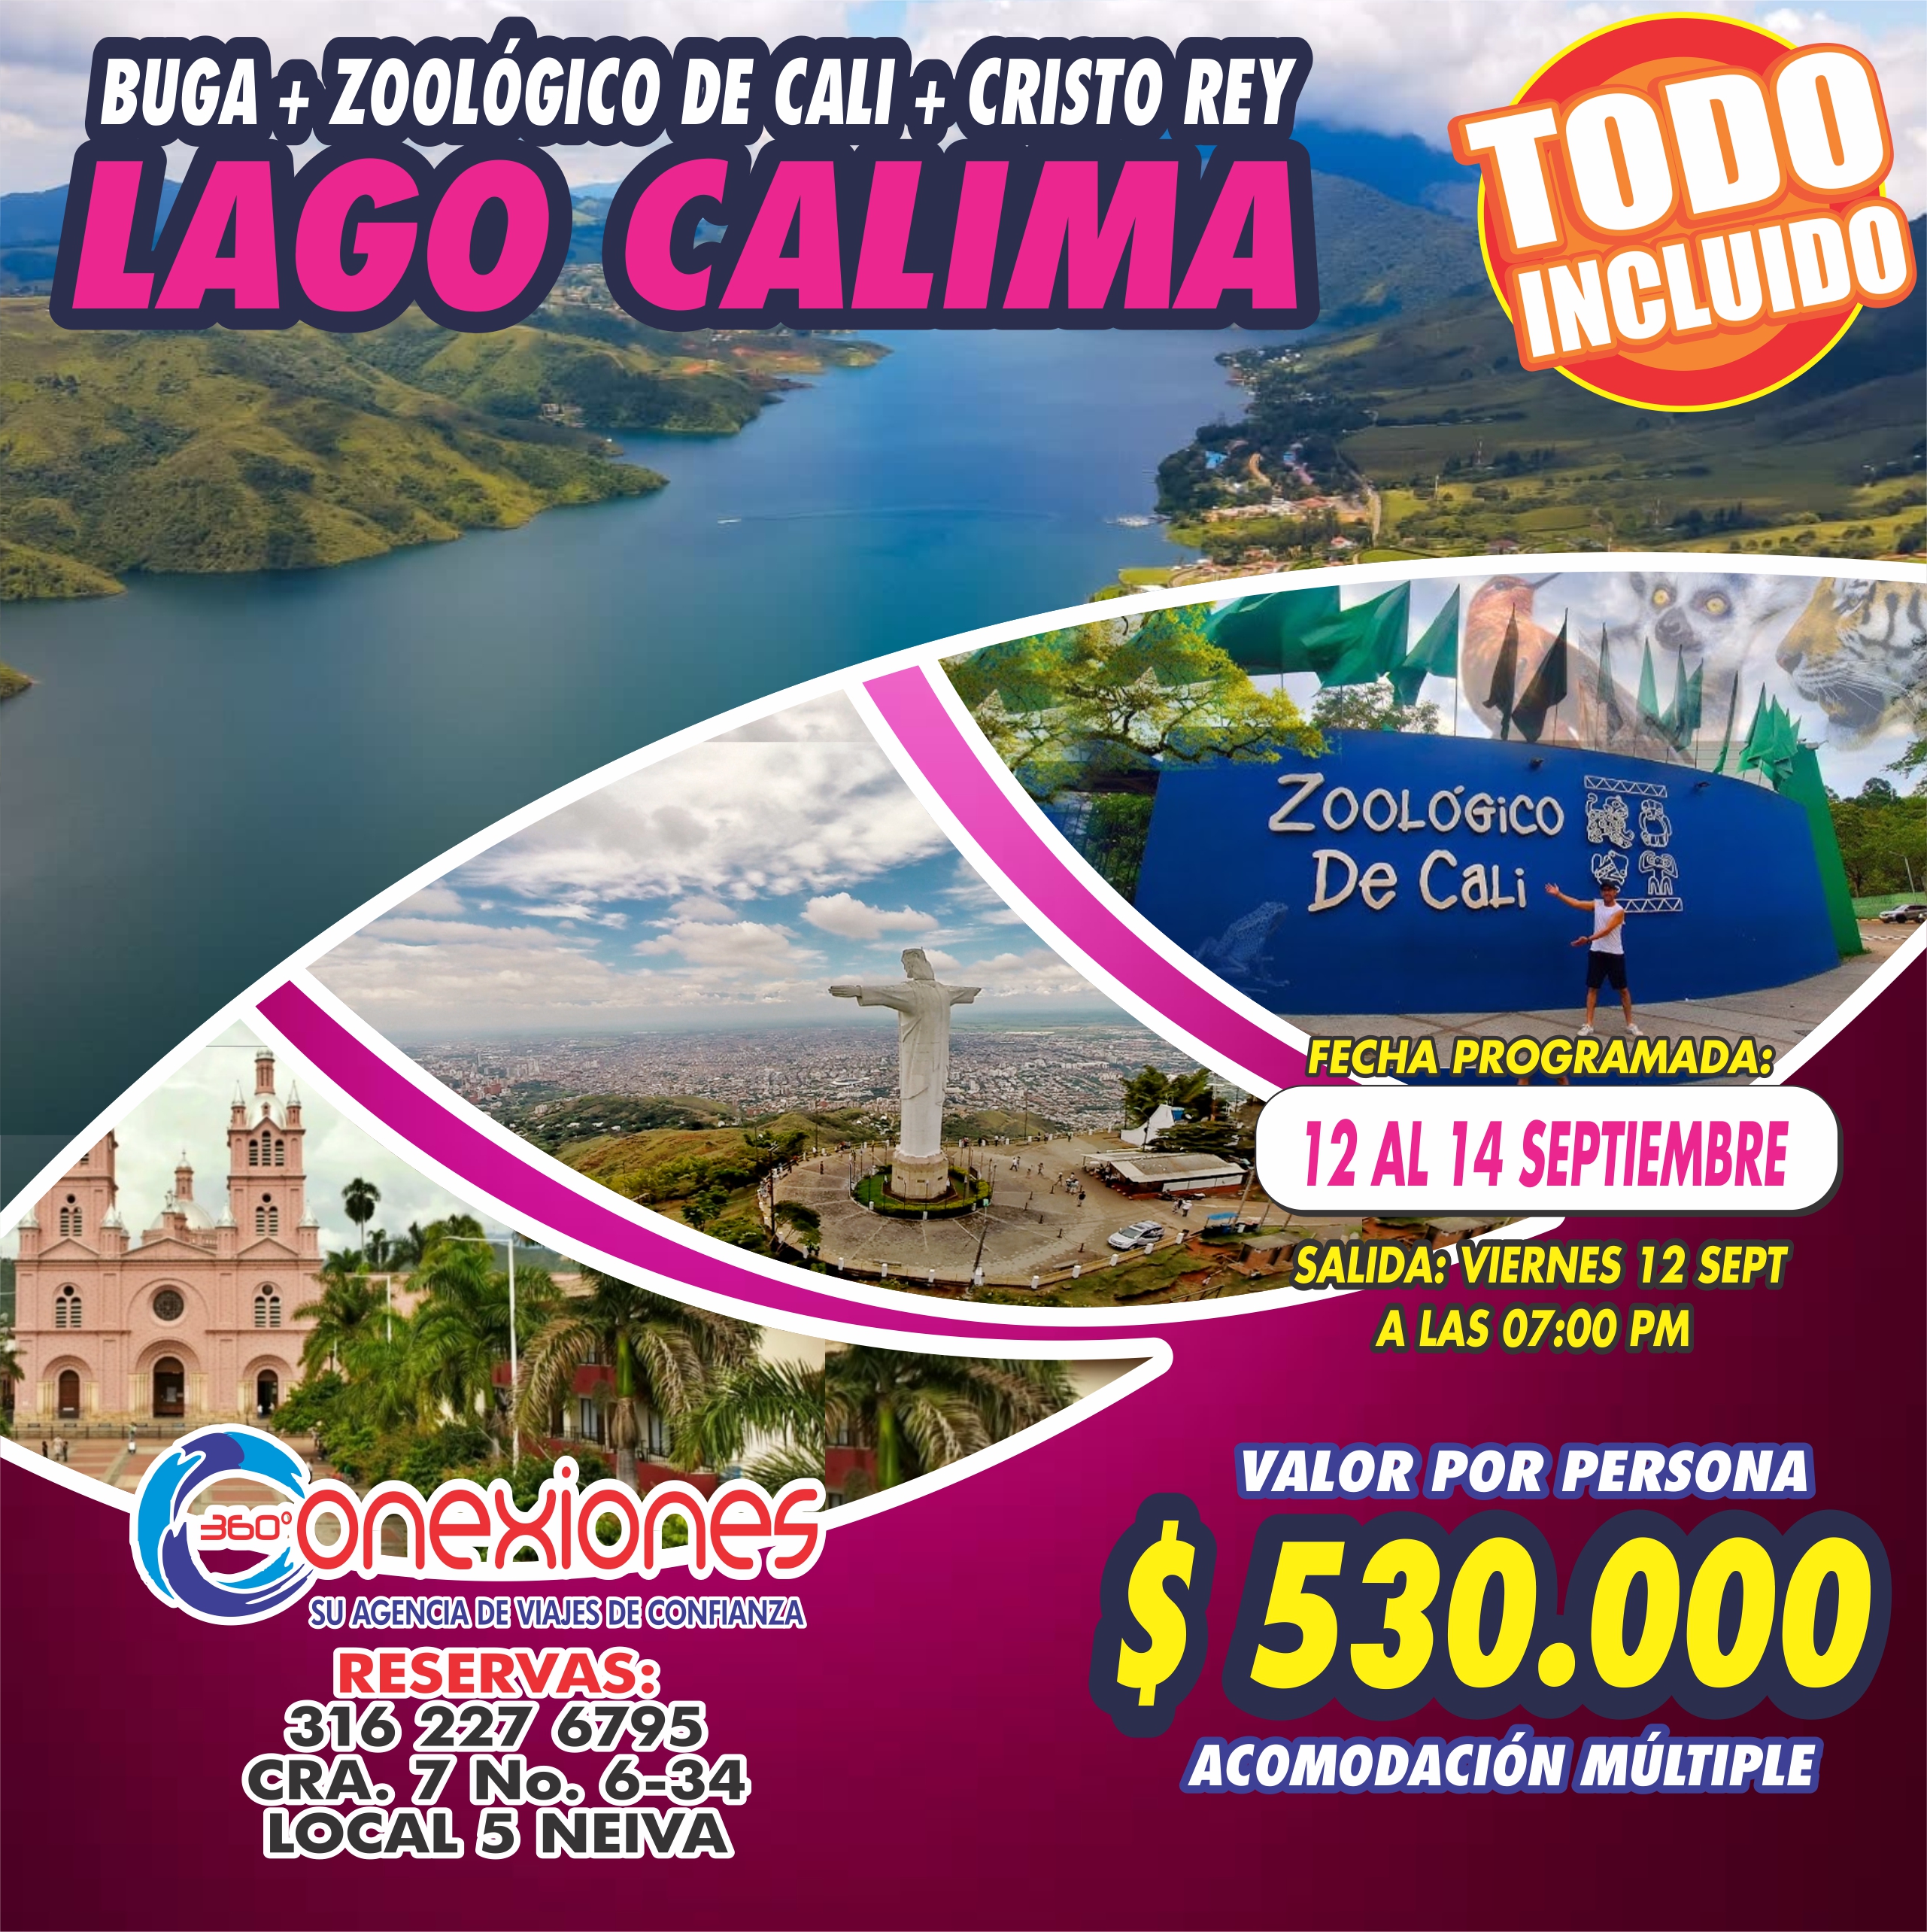 BUGA + ZOOLÓGICO DE CALI + CRISTO REY
LAGO CALIMA
TODO
INCLUIDO
ZOOLÓGICO
DE CALI
FECHA PROGRAMADA:
12 AL 14 SEPTIEMBRE
SALIDA: VIERNES 12 SEPT
A LAS 07:00 PM
VALOR POR PERSONA
$ 530.000
ACOMODACIÓN MÚLTIPLE
360° Conexiones
SU AGENCIA DE VIAJES DE CONFIANZA
RESERVAS:
316 227 6795
CRA. 7 No. 6-34
LOCAL 5 NEIVA